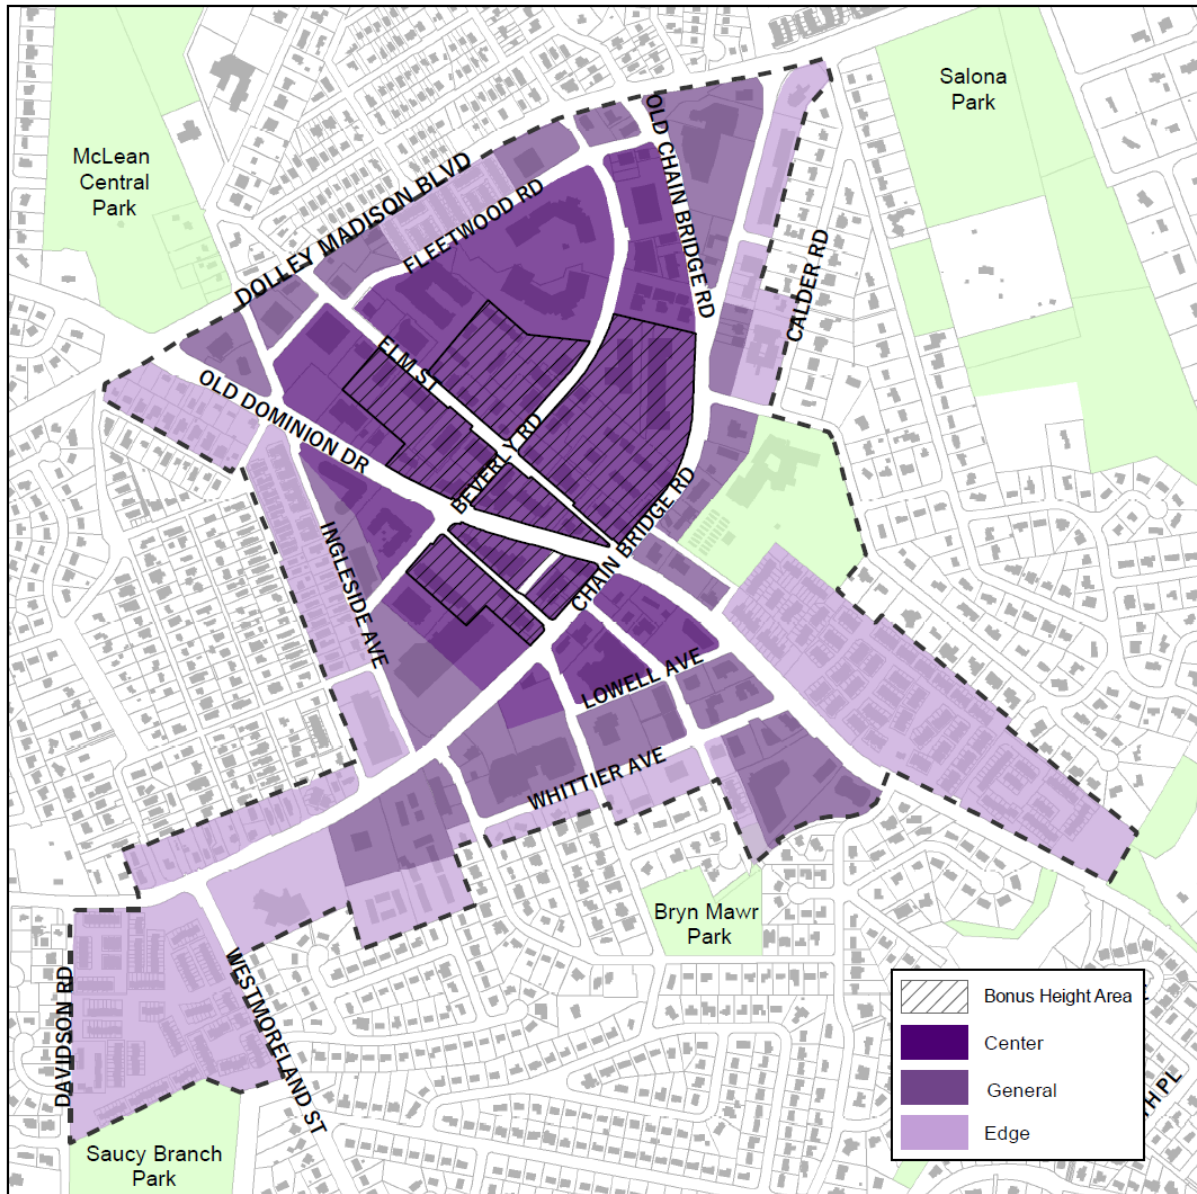 Salona
Park
McLean
Central
Park
OLD CHAIN BRIDGE RD
DOLLEY MADISON BLVD
FLEETWOOD RD
CALDER RD
ELM ST
OLD DOMINION DR
BEVERLY RD
CHAIN BRIDGE RD
INGLESIDE AVE
LOWELL AVE
WHITTIER AVE
Bryn Mawr
Park
WESTMORELAND ST
DAVIDSON RD
Saucy Branch
Park
Bonus Height Area
Center
General
Edge
TH PL